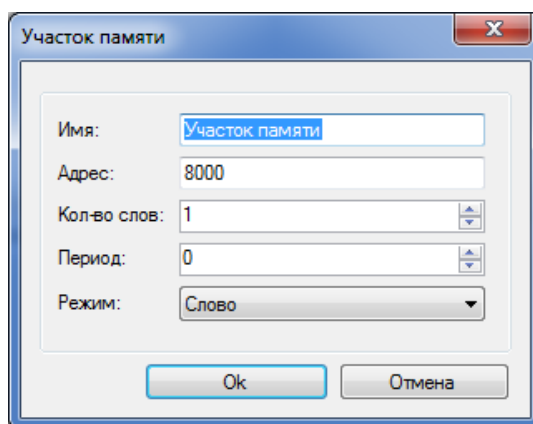 Участок памяти
Имя: Участок памяти
Адрес: 8000
Кол-во слов: 1
Период: 0
Режим: Слово
Ok Отмена